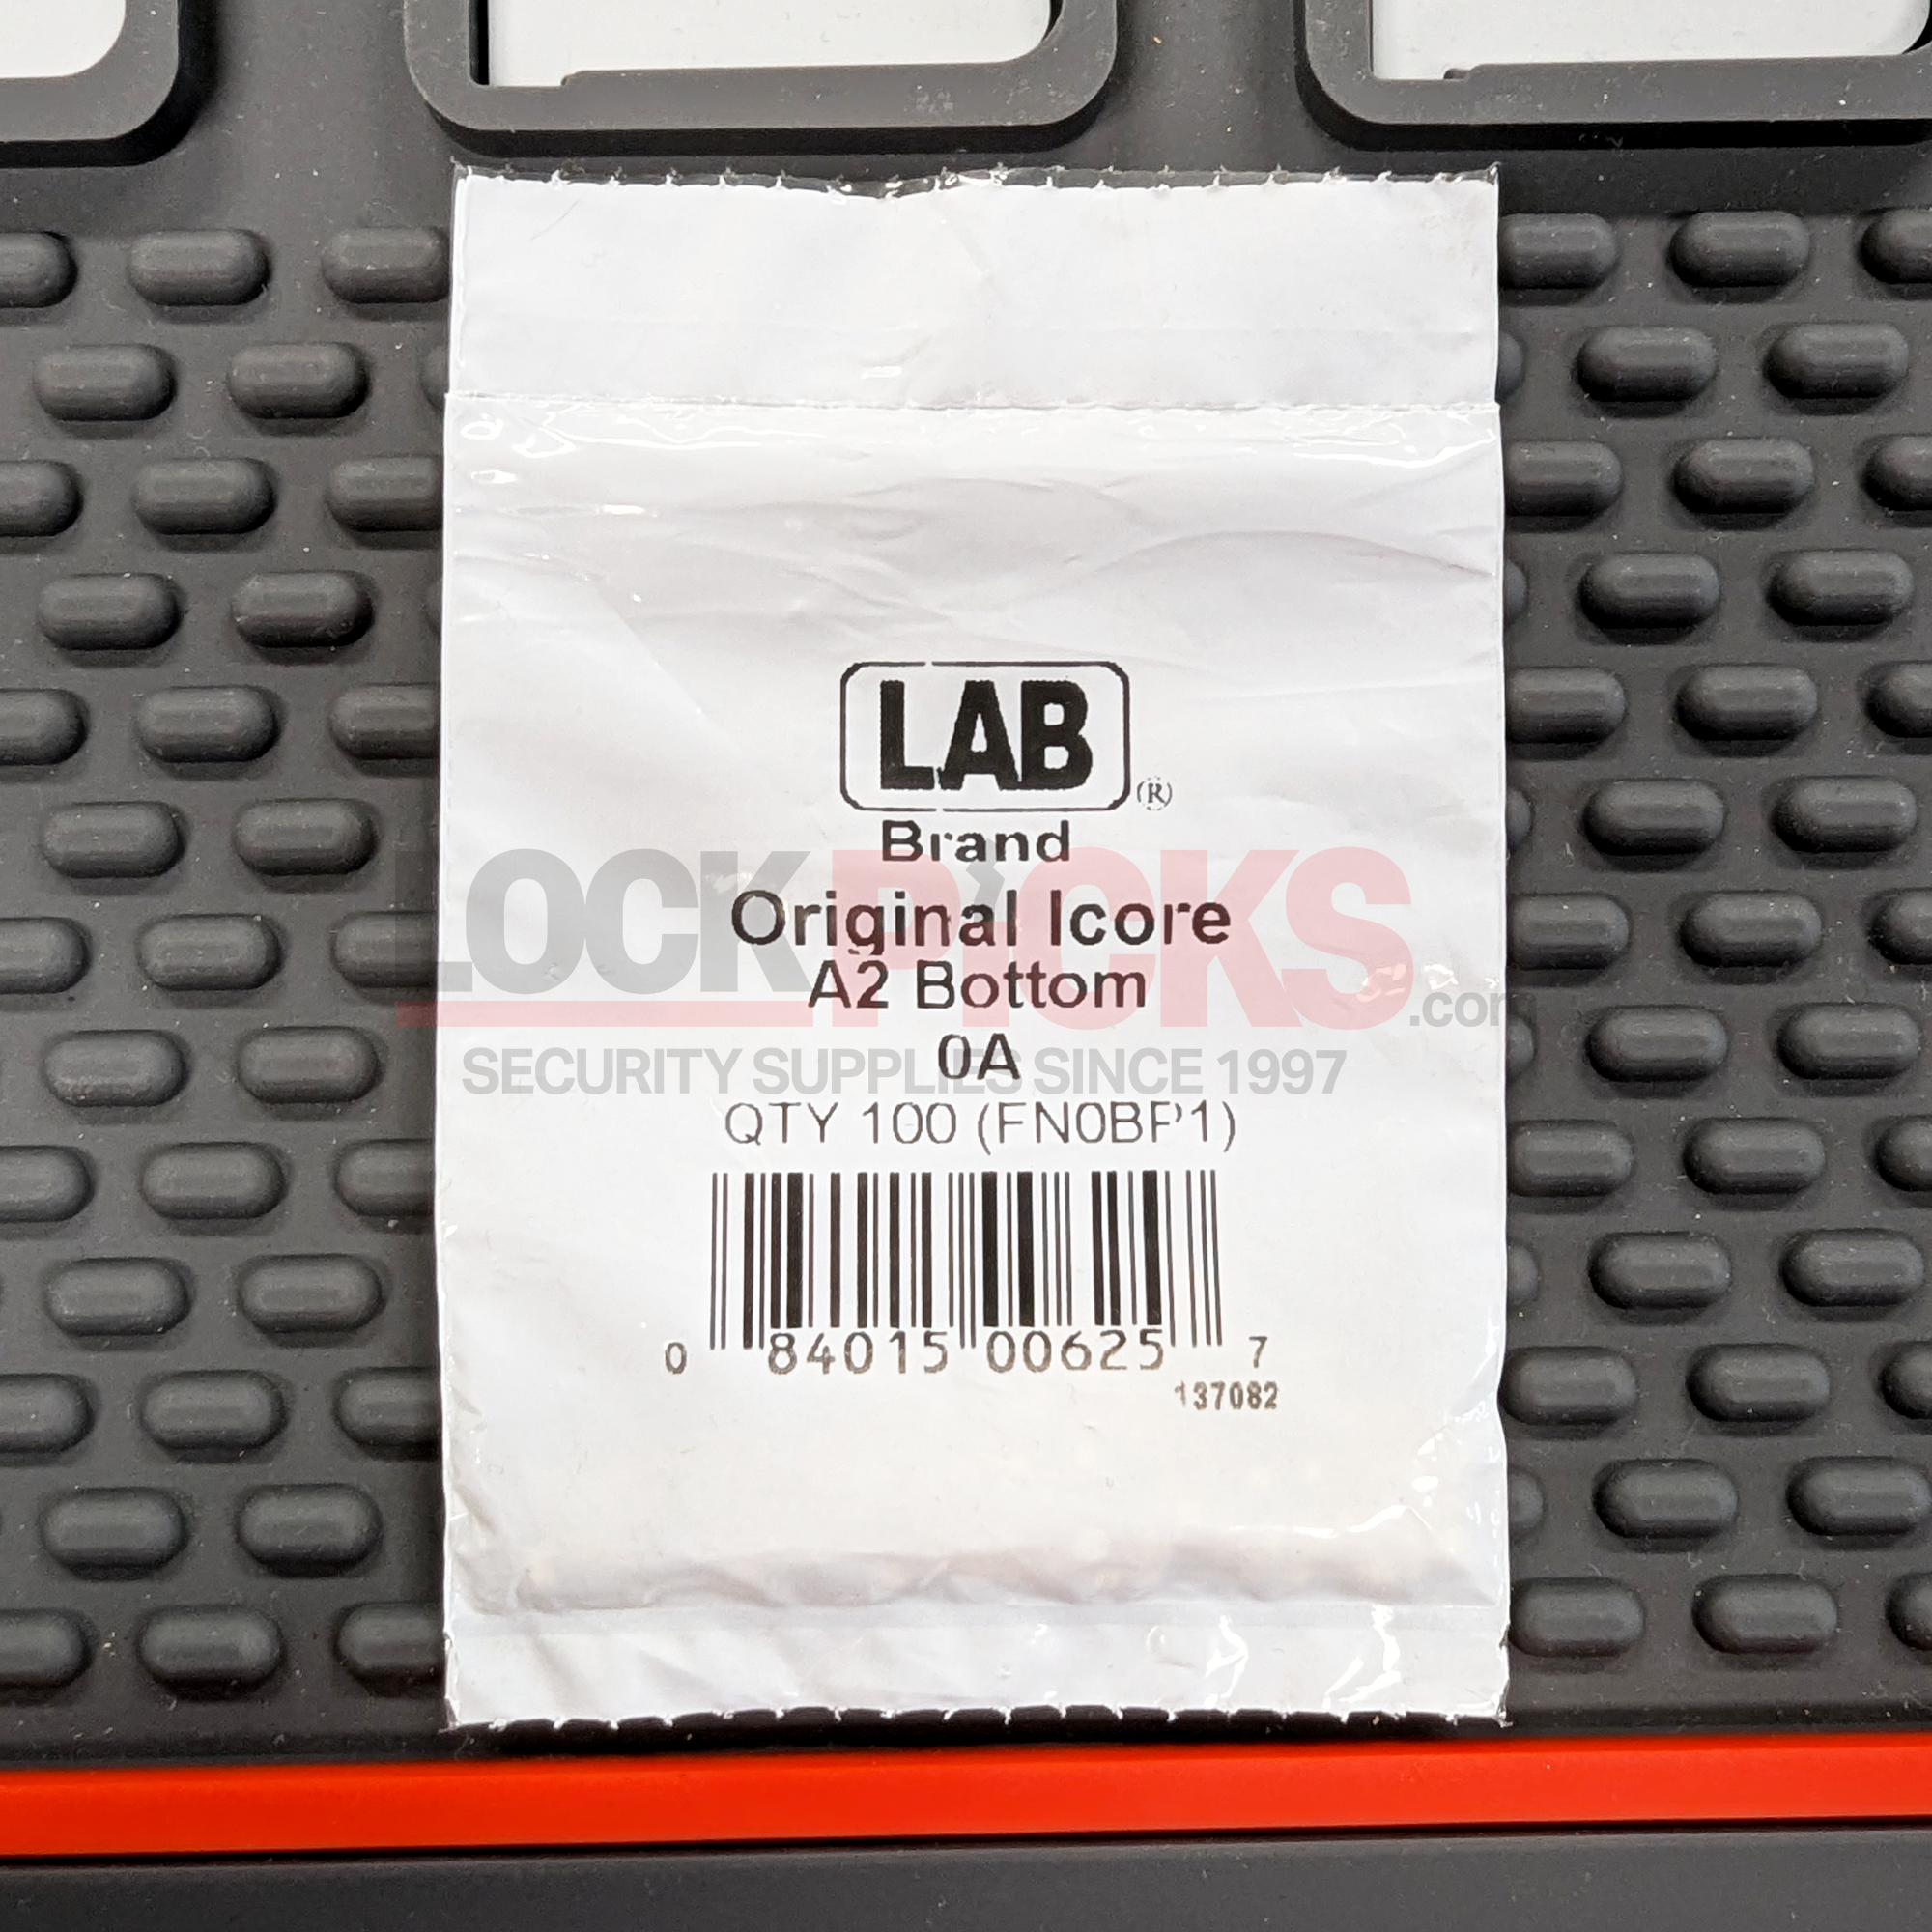 LAB
®
Brand
Original Icore
A2 Bottom
0A
QTY 100 (FN0BP1)
0 84015 00625 7
137082
LOCKPICKS.com
SECURITY SUPPLIES SINCE 1997